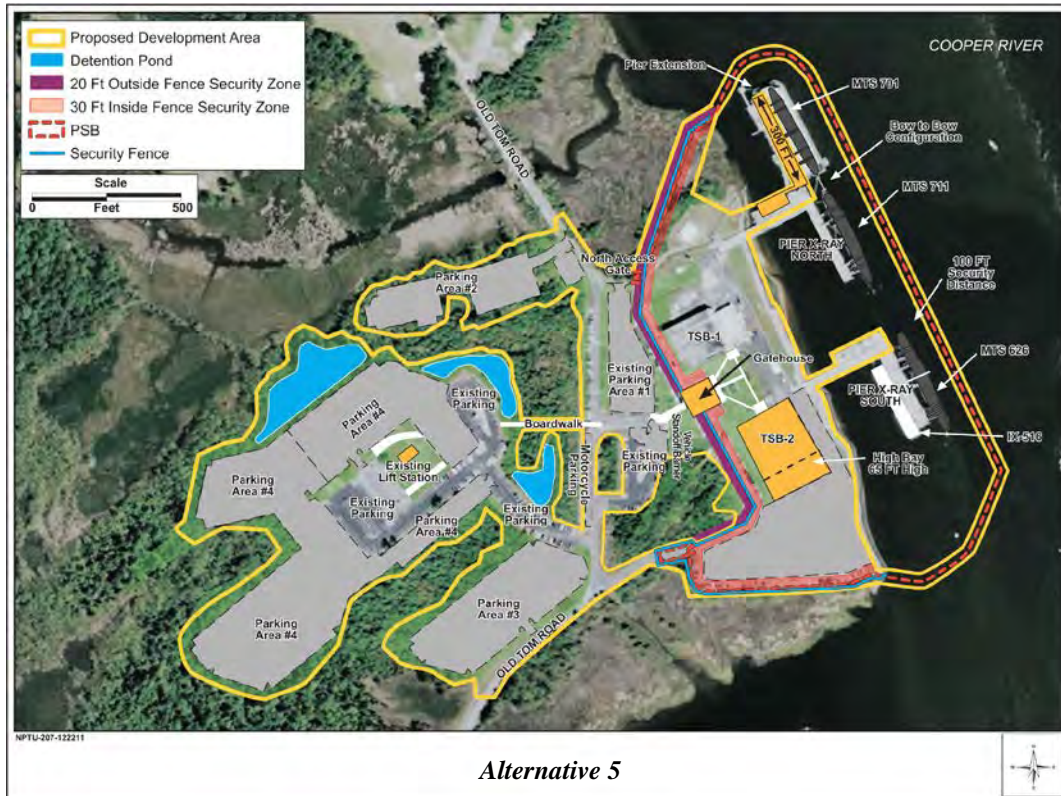 Proposed Development Area
Detention Pond
20 Ft Outside Fence Security Zone
30 Ft Inside Fence Security Zone
PSB
Security Fence
Scale
0 Feet 500
COOPER RIVER
Pier Extension
MTS 701
300 FT
Bow to Bow
Configuration
MTS 711
OLD TOM ROAD
PIER X-RAY
NORTH
North Access
Gate
100 FT
Security
Distance
Parking
Area #2
TSB-1
MTS 626
Gatehouse
Existing
Parking
Area #1
Existing
Parking
PIER X-RAY
SOUTH
Parking
Area #4
Boardwalk
Vehicle
Standoff Barrier
TSB-2
IX-516
Motorcycle
Parking
Existing
Parking
High Bay
65 FT High
Existing
Lift Station
Parking
Area #4
Existing
Parking
Existing
Parking
Parking
Area #4
Parking
Area #3
Parking
Area #4
OLD TOM ROAD
NPTU-207-122211
Alternative 5